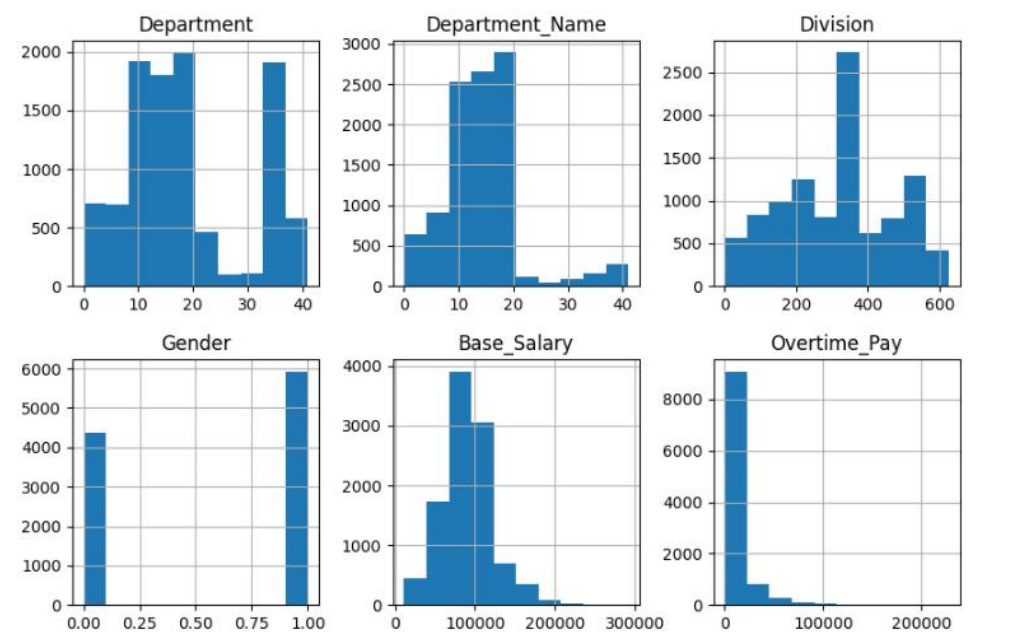 Department Department_Name Division
2000 1500 1000 500 0
0 10 20 30 40
3000 2500 2000 1500 1000 500 0
0 10 20 30 40
2500 2000 1500 1000 500 0
0 200 400 600
Gender Base_Salary Overtime_Pay
6000 5000 4000 3000 2000 1000 0
0.00 0.25 0.50 0.75 1.00
4000 3000 2000 1000 0
0 100000 200000 300000
8000 6000 4000 2000 0
0 100000 200000